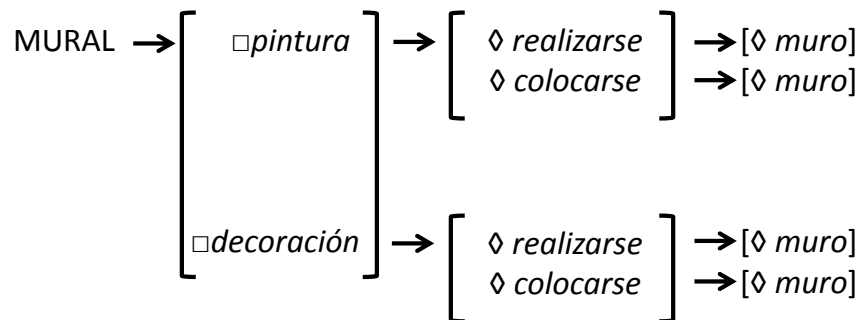 MURAL → [ □pintura ] → [ ◊ realizarse → [◊ muro]
◊ colocarse ] → [◊ muro]
□decoración ] → [ ◊ realizarse → [◊ muro]
◊ colocarse ] → [◊ muro]